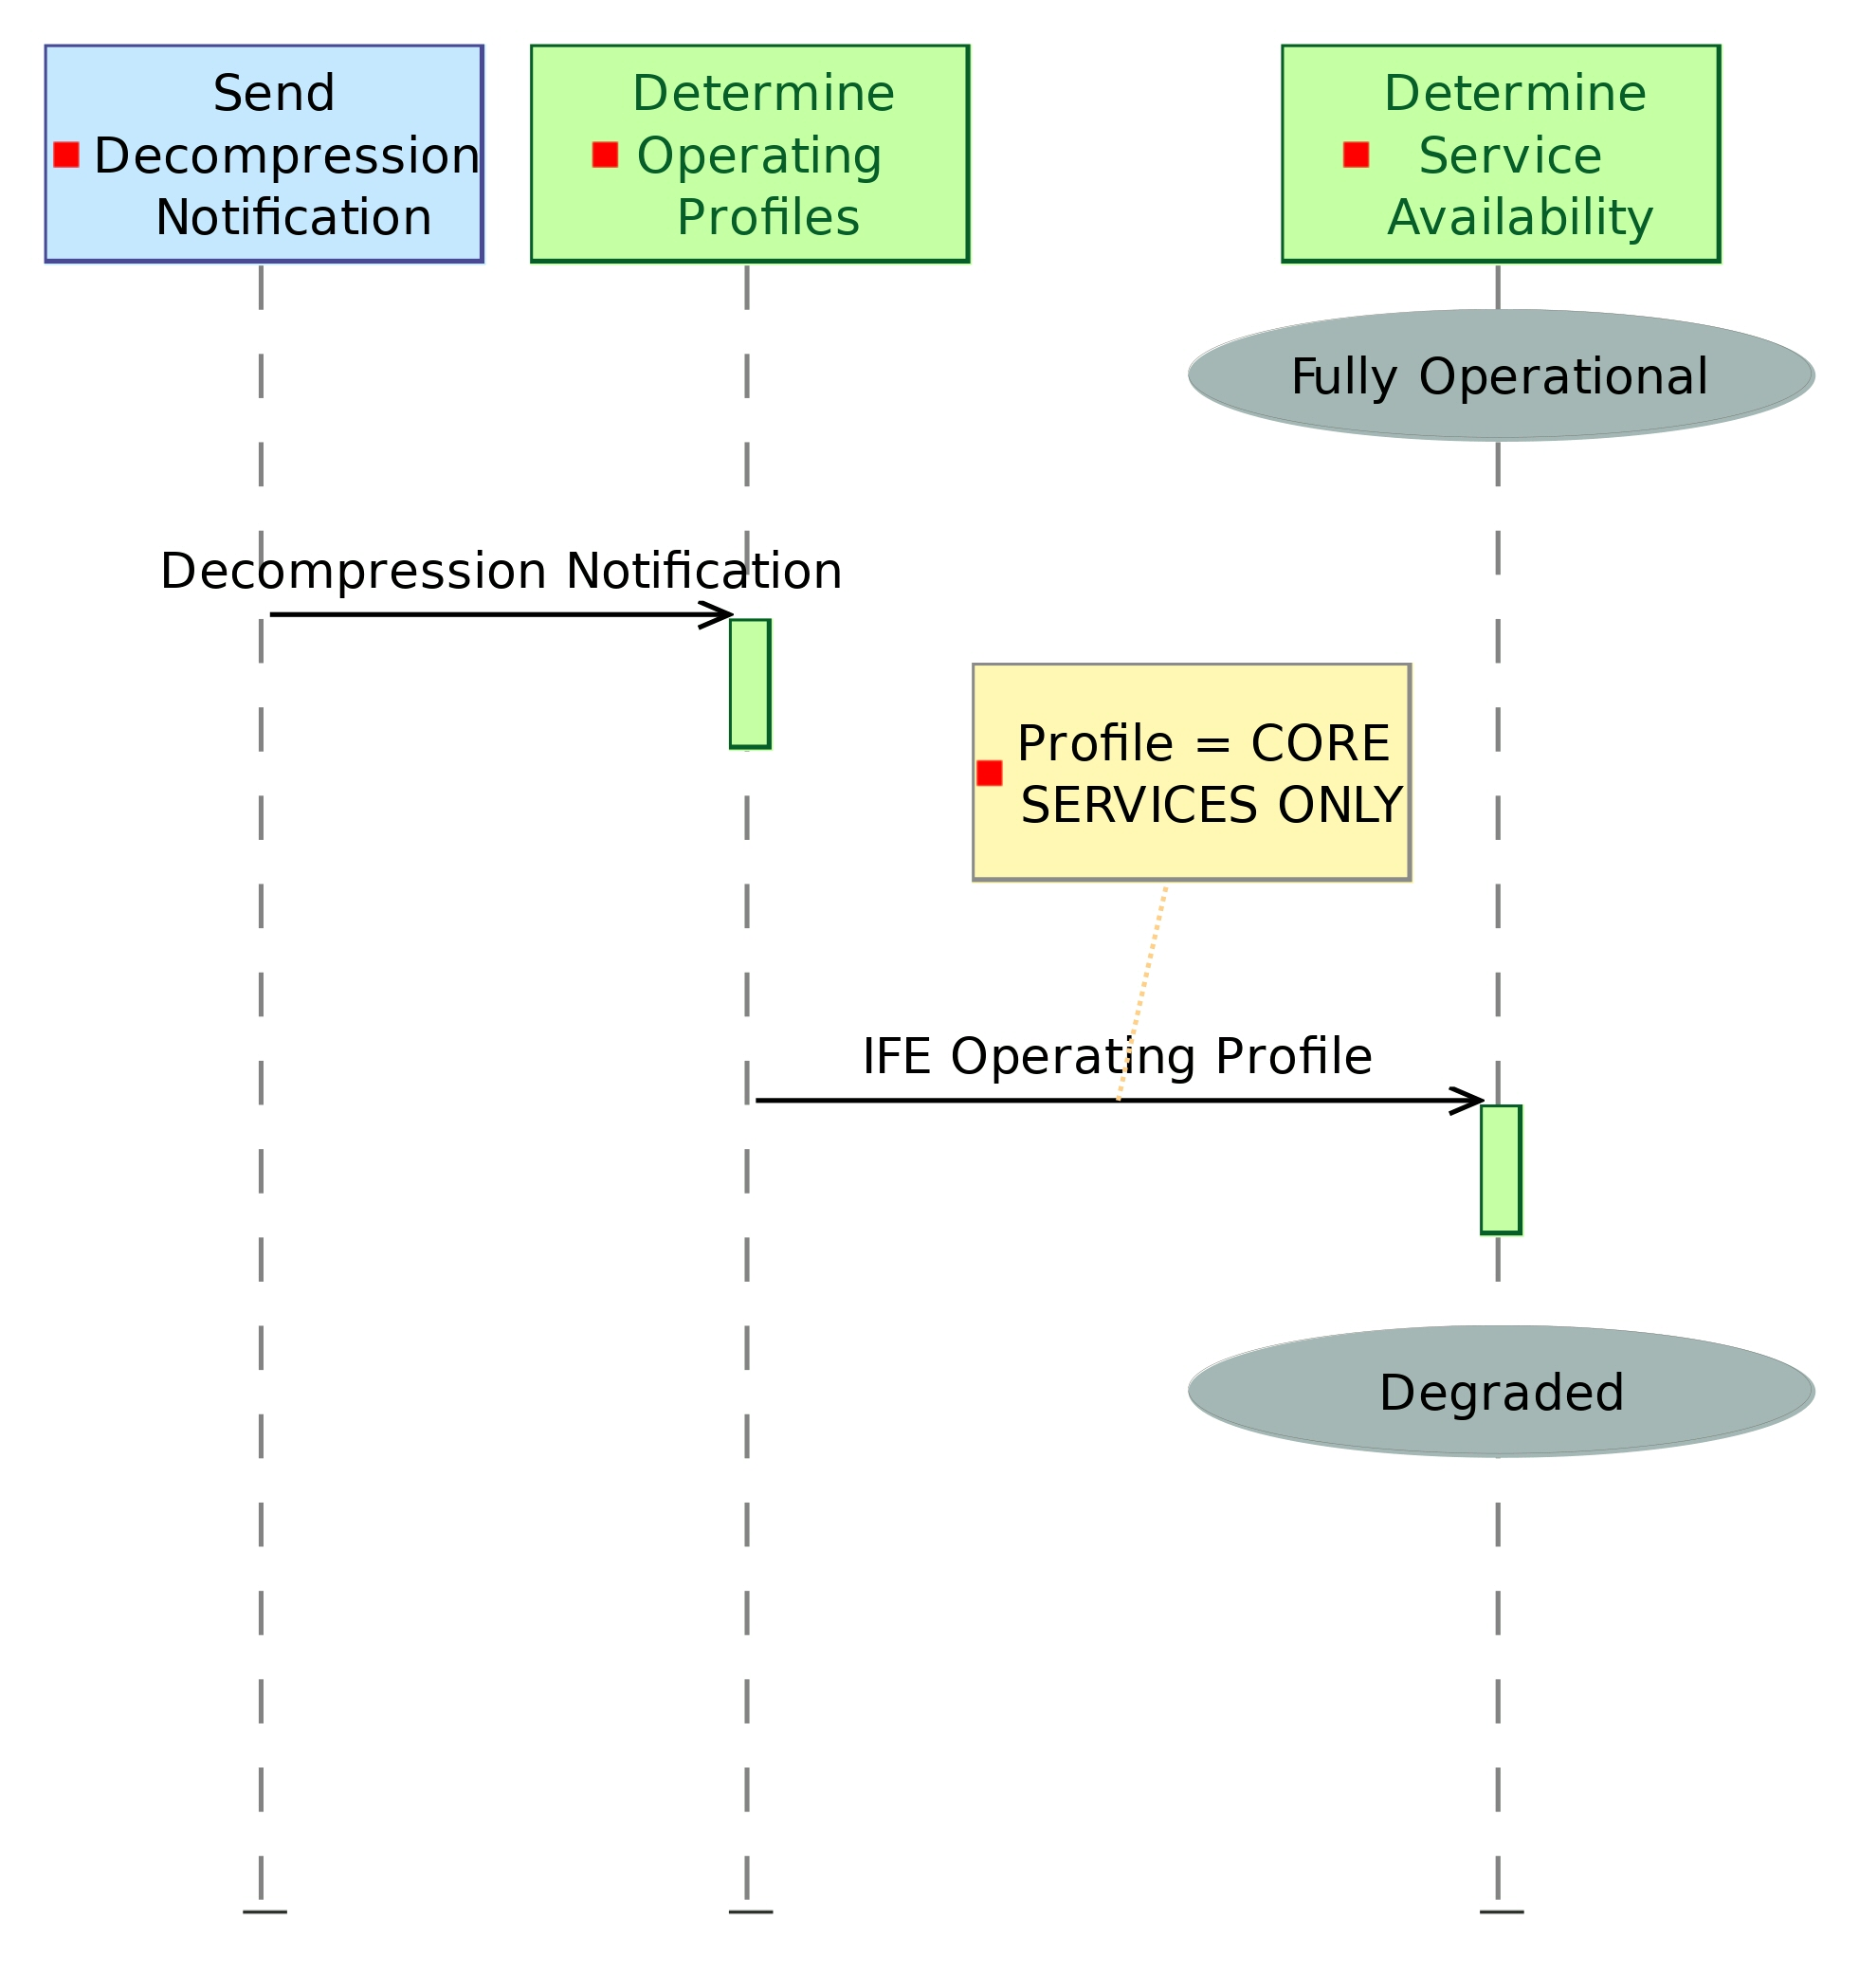 Send
Decompression
Notification
Determine
Operating
Profiles
Determine
Service
Availability
Fully Operational
Decompression Notification
Profile = CORE
SERVICES ONLY
IFE Operating Profile
Degraded